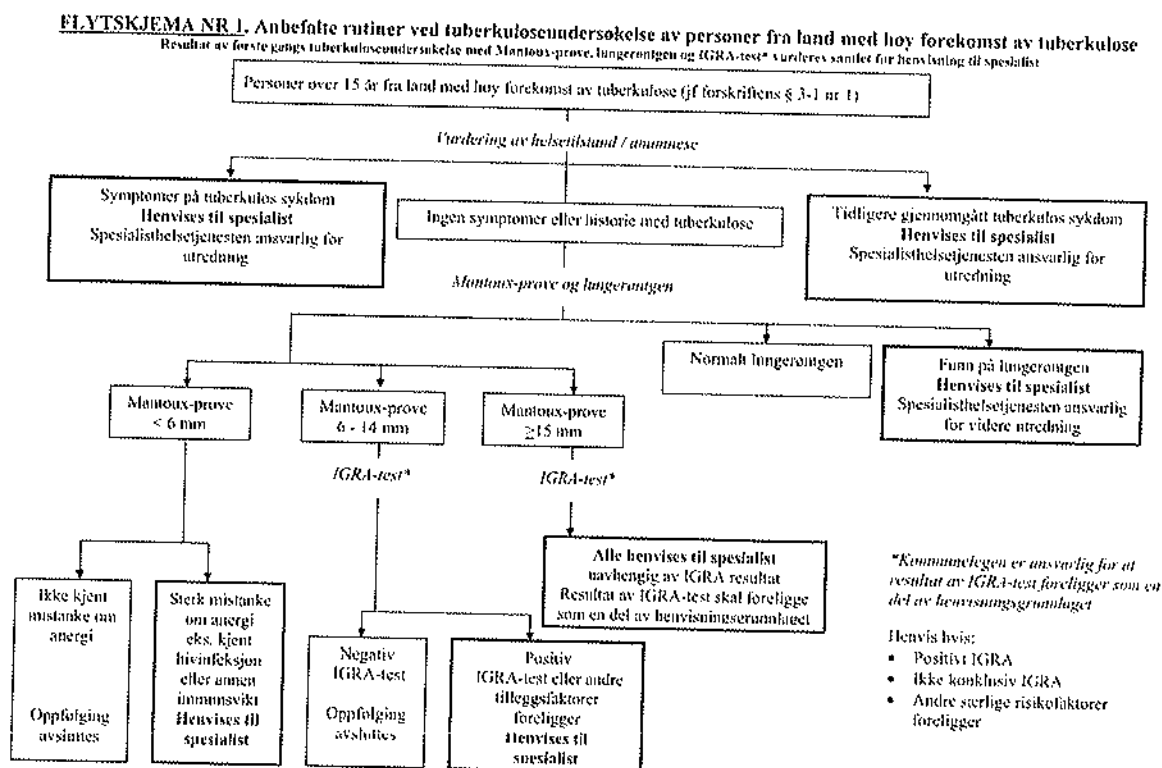 FLYTSKJEMA NR 1. Anbefalte rutiner ved tuberkuloseundersøkelse av personer fra land med høy forekomst av tuberkulose
Resultat av første gangs tuberkuloseundersøkelse med Mantoux-prøve, lungerøntgen og IGRA-test* vurderes samlet før henvisning til spesialist
Personer over 15 år fra land med høy forekomst av tuberkulose (jf forskriftens § 3-1 nr 1)
Vurdering av helsetilstand / anamnese
Symptomer på tuberkuløs sykdom
Henvises til spesialist
Spesialisthelsetjenesten ansvarlig for
utredning
Ingen symptomer eller historie med tuberkulose
Tidligere gjennomgått tuberkuløs sykdom
Henvises til spesialist
Spesialisthelsetjenesten ansvarlig for
utredning
Mantoux-prøve og lungerøntgen
Normalt lungerøntgen
Funn på lungerøntgen
Henvises til spesialist
Spesialisthelsetjenesten ansvarlig
for videre utredning
Mantoux-prøve
< 6 mm
Mantoux-prøve
6 - 14 mm
Mantoux-prøve
≥15 mm
IGRA-test*
IGRA-test*
Alle henvises til spesialist
uavhengig av IGRA resultat
Resultat av IGRA-test skal foreligge
som en del av henvisningsgrunnlaget
Ikke kjent
mistanke om
anergi
Oppfølging
avsluttes
Sterk mistanke
om anergi
eks. kjent
hivinfeksjon
eller annen
immunsvikt
Henvises til
spesialist
Negativ
IGRA-test
Oppfølging
avsluttes
Positiv
IGRA-test eller andre
tilleggsfaktorer
foreligger
Henvises til
spesialist
*Kommunelegen er ansvarlig for at
resultat av IGRA-test foreligger som en
del av henvisningsgrunnlaget
Henvis hvis:
• Positivt IGRA
• Ikke konklusiv IGRA
• Andre særlige risikofaktorer
foreligger